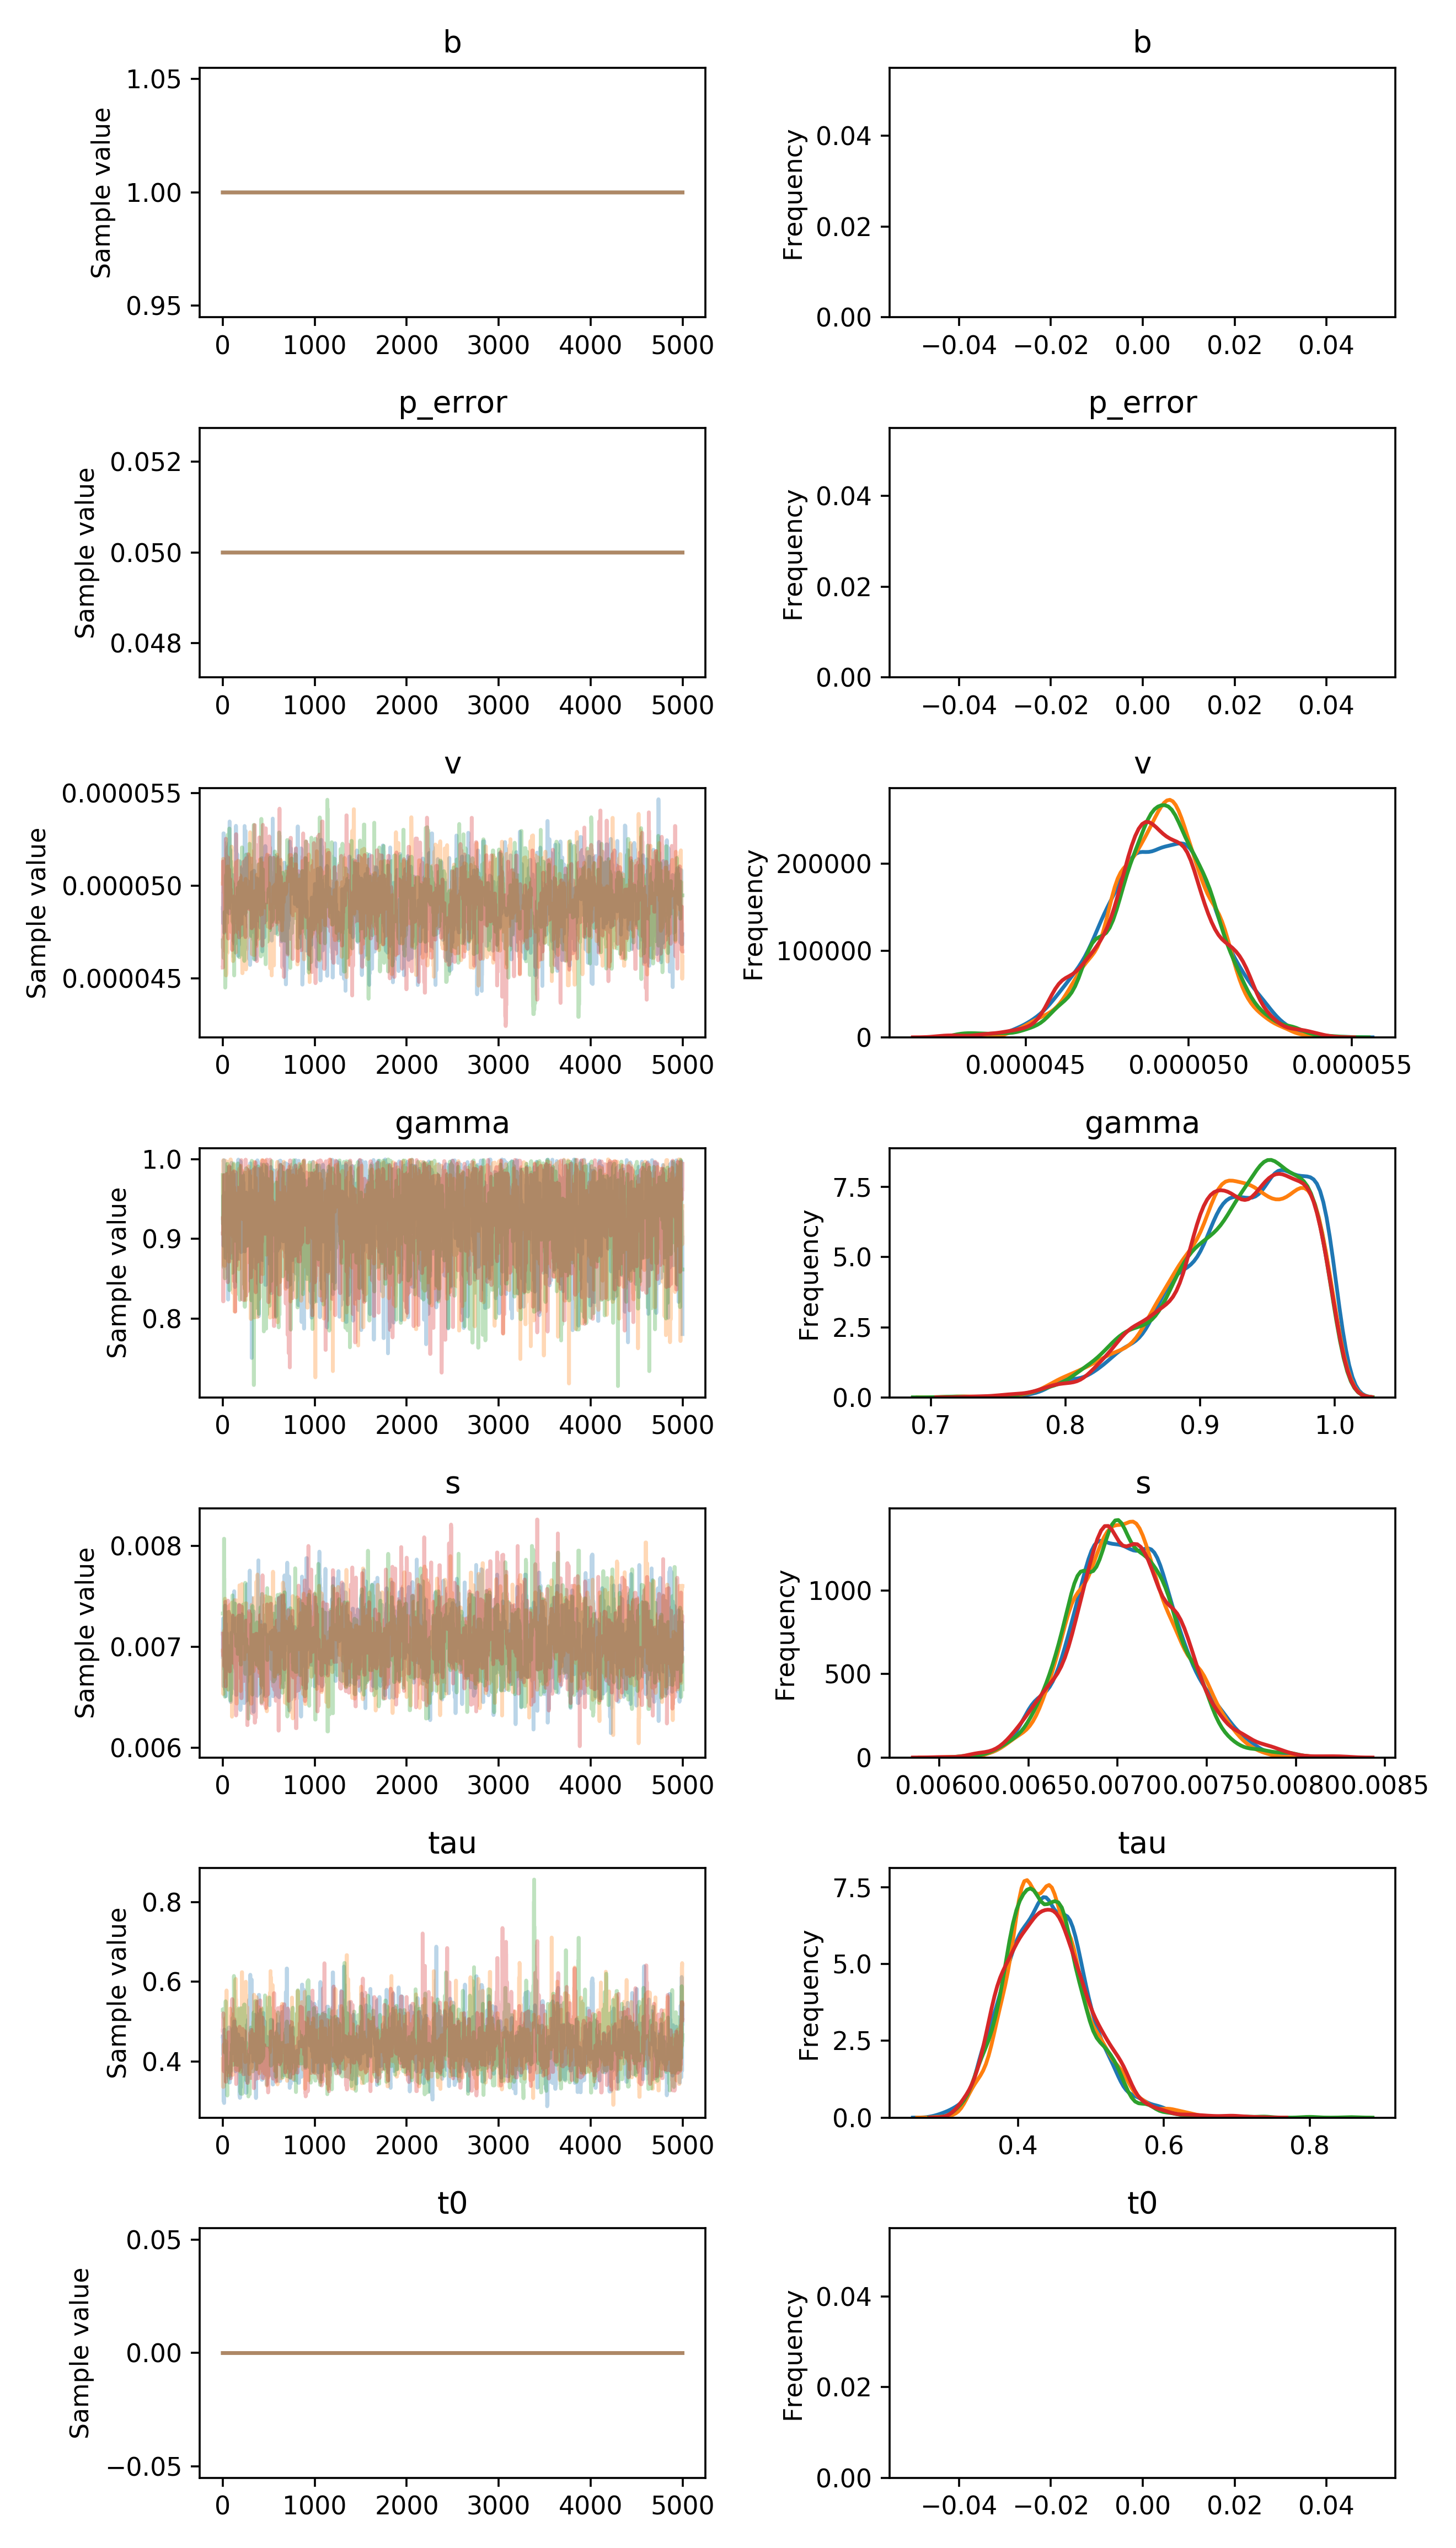 b b
Sample value 1.05 1.00 0.95 Frequency 0.04 0.02 0.00
0 1000 2000 3000 4000 5000 −0.04 −0.02 0.00 0.02 0.04
p_error p_error
Sample value 0.052 0.050 0.048 Frequency 0.04 0.02 0.00
0 1000 2000 3000 4000 5000 −0.04 −0.02 0.00 0.02 0.04
v v
Sample value 0.000055 0.000050 0.000045 Frequency 200000 100000 0
0 1000 2000 3000 4000 5000 0.000045 0.000050 0.000055
gamma gamma
Sample value 1.0 0.9 0.8 Frequency 7.5 5.0 2.5 0.0
0 1000 2000 3000 4000 5000 0.7 0.8 0.9 1.0
s s
Sample value 0.008 0.007 0.006 Frequency 1000 500 0
0 1000 2000 3000 4000 5000 0.0060 0.0065 0.0070 0.0075 0.0080 0.0085
tau tau
Sample value 0.8 0.6 0.4 Frequency 7.5 5.0 2.5 0.0
0 1000 2000 3000 4000 5000 0.4 0.6 0.8
t0 t0
Sample value 0.05 0.00 −0.05 Frequency 0.04 0.02 0.00
0 1000 2000 3000 4000 5000 −0.04 −0.02 0.00 0.02 0.04